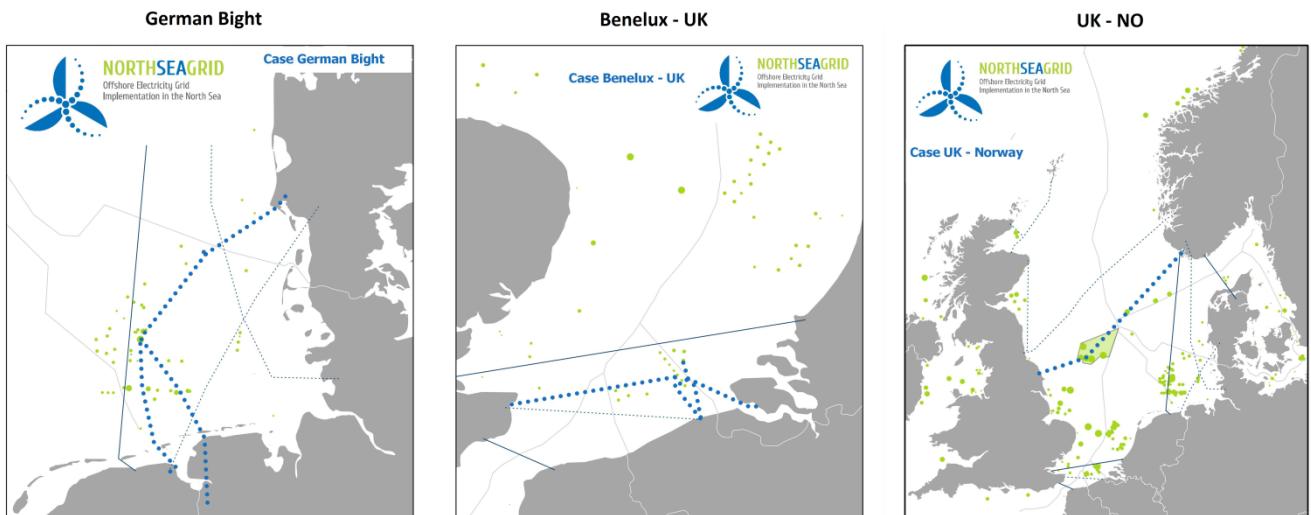 German Bight
Benelux - UK
UK - NO
Case German Bight
NORTHSEAGRID
Offshore Electricity Grid
Implementation in the North Sea
Case Benelux - UK
NORTHSEAGRID
Offshore Electricity Grid
Implementation in the North Sea
NORTHSEAGRID
Offshore Electricity Grid
Implementation in the North Sea
Case UK - Norway